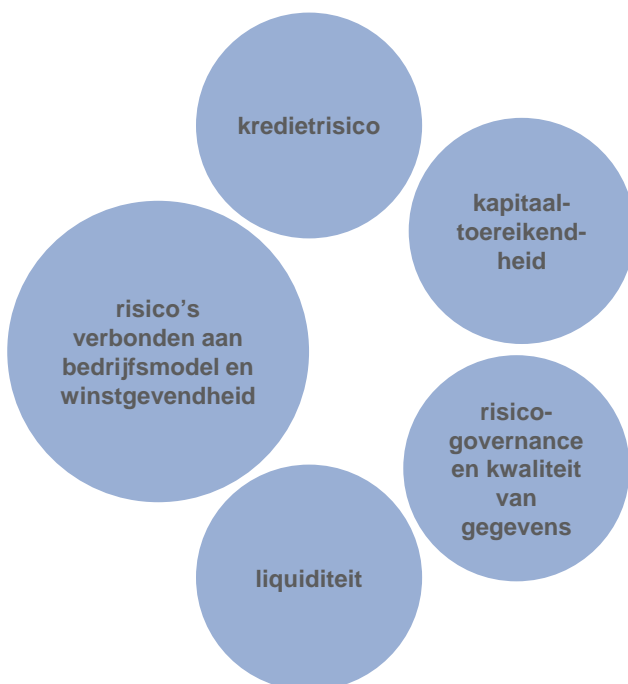 kredietrisico
kapitaal-
toereikend-
heid
risico’s
verbonden aan
bedrijfsmodel en
winstgevendheid
risico-
governance
en kwaliteit
van
gegevens
liquiditeit